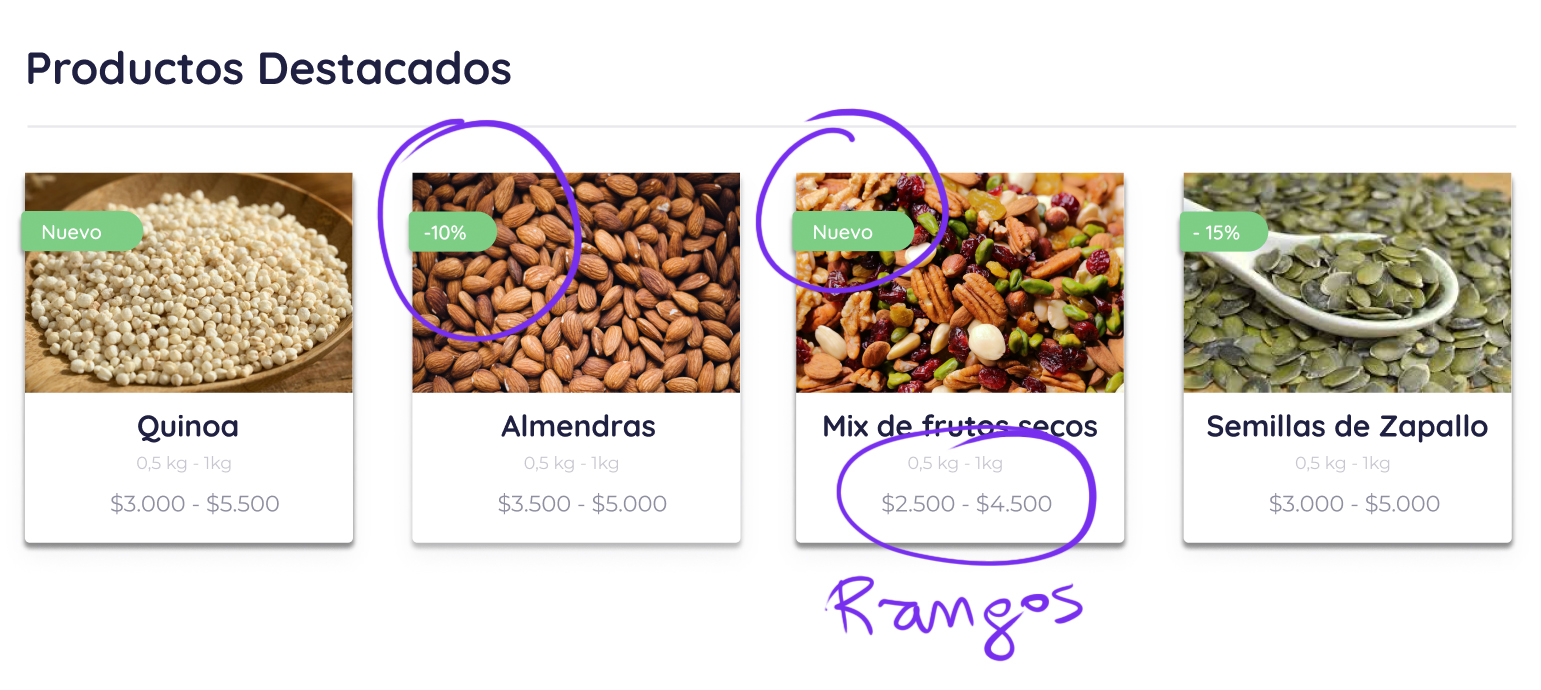 Productos Destacados
Nuevo
-10%
Nuevo
- 15%
Quinoa
Almendras
Mix de frutos secos
Semillas de Zapallo
0,5 kg - 1kg
0,5 kg - 1kg
0,5 kg - 1kg
0,5 kg - 1kg
$3.000 - $5.500
$3.500 - $5.000
$2.500 - $4.500
$3.000 - $5.000
Rangos